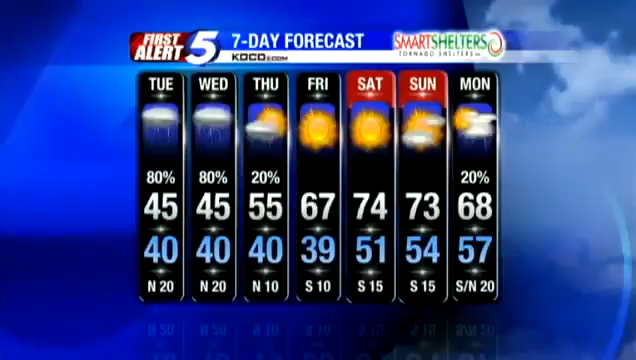 FIRST ALERT 5
7-DAY FORECAST
KOCO.COM
SMARTSHELTERS
TORNADO SHELTERS
TUE WED THU FRI SAT SUN MON
80% 80% 20% 20%
45 45 55 67 74 73 68
40 40 40 39 51 54 57
N 20 N 20 N 10 S 10 S 15 S 15 S/N 20